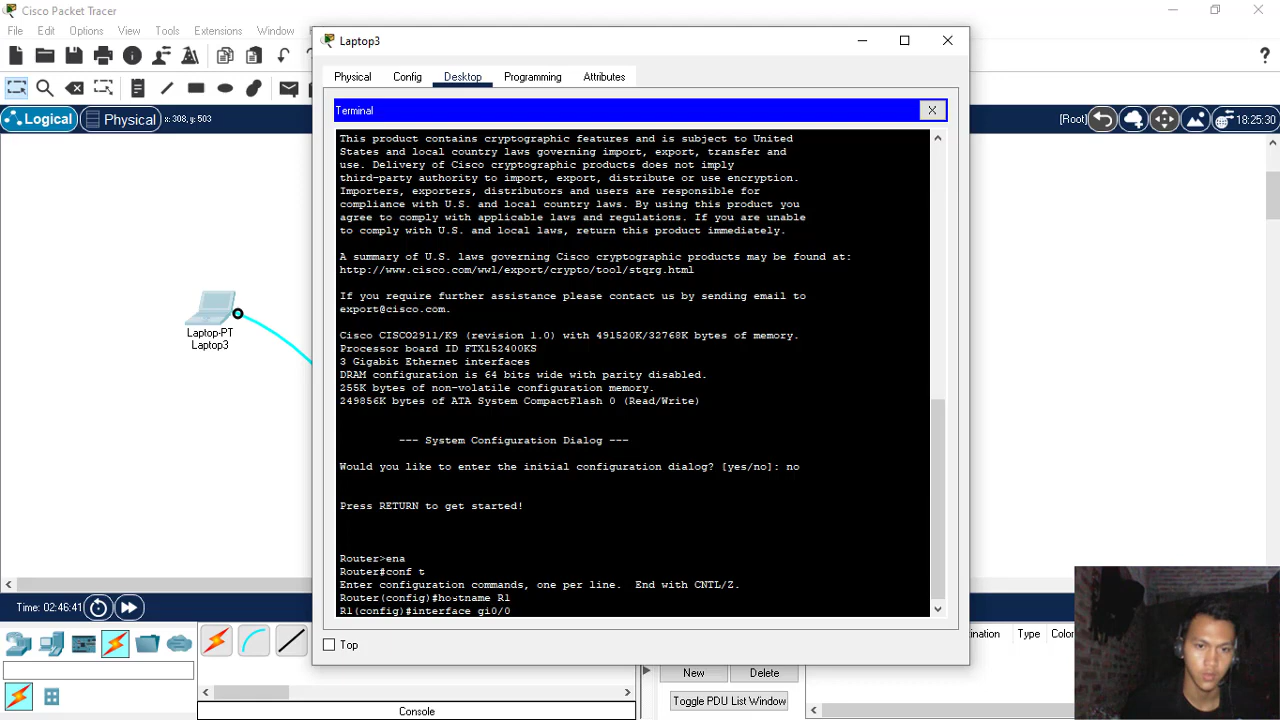 Cisco Packet Tracer
File Edit Options View Tools Extensions Window
Logical Physical x: 308, y: 503
[Root] 18:25:30
Laptop-PT
Laptop3
Laptop3
Physical Config Desktop Programming Attributes
Terminal X
This product contains cryptographic features and is subject to United
States and local country laws governing import, export, transfer and
use. Delivery of Cisco cryptographic products does not imply
third-party authority to import, export, distribute or use encryption.
Importers, exporters, distributors and users are responsible for
compliance with U.S. and local country laws. By using this product you
agree to comply with applicable laws and regulations. If you are unable
to comply with U.S. and local laws, return this product immediately.
A summary of U.S. laws governing Cisco cryptographic products may be found at:
http://www.cisco.com/wwl/export/crypto/tool/stqrg.html
If you require further assistance please contact us by sending email to
export@cisco.com.
Cisco CISCO2911/K9 (revision 1.0) with 491520K/32768K bytes of memory.
Processor board ID FTX152400KS
3 Gigabit Ethernet interfaces
DRAM configuration is 64 bits wide with parity disabled.
255K bytes of non-volatile configuration memory.
249856K bytes of ATA System CompactFlash 0 (Read/Write)
--- System Configuration Dialog ---
Would you like to enter the initial configuration dialog? [yes/no]: no
Press RETURN to get started!
Router>ena
Router#conf t
Enter configuration commands, one per line. End with CNTL/Z.
Router(config)#hostname R1
R1(config)#interface gi0/0
Top
Time: 02:46:41
Console
New Delete
Toggle PDU List Window
ination Type Color